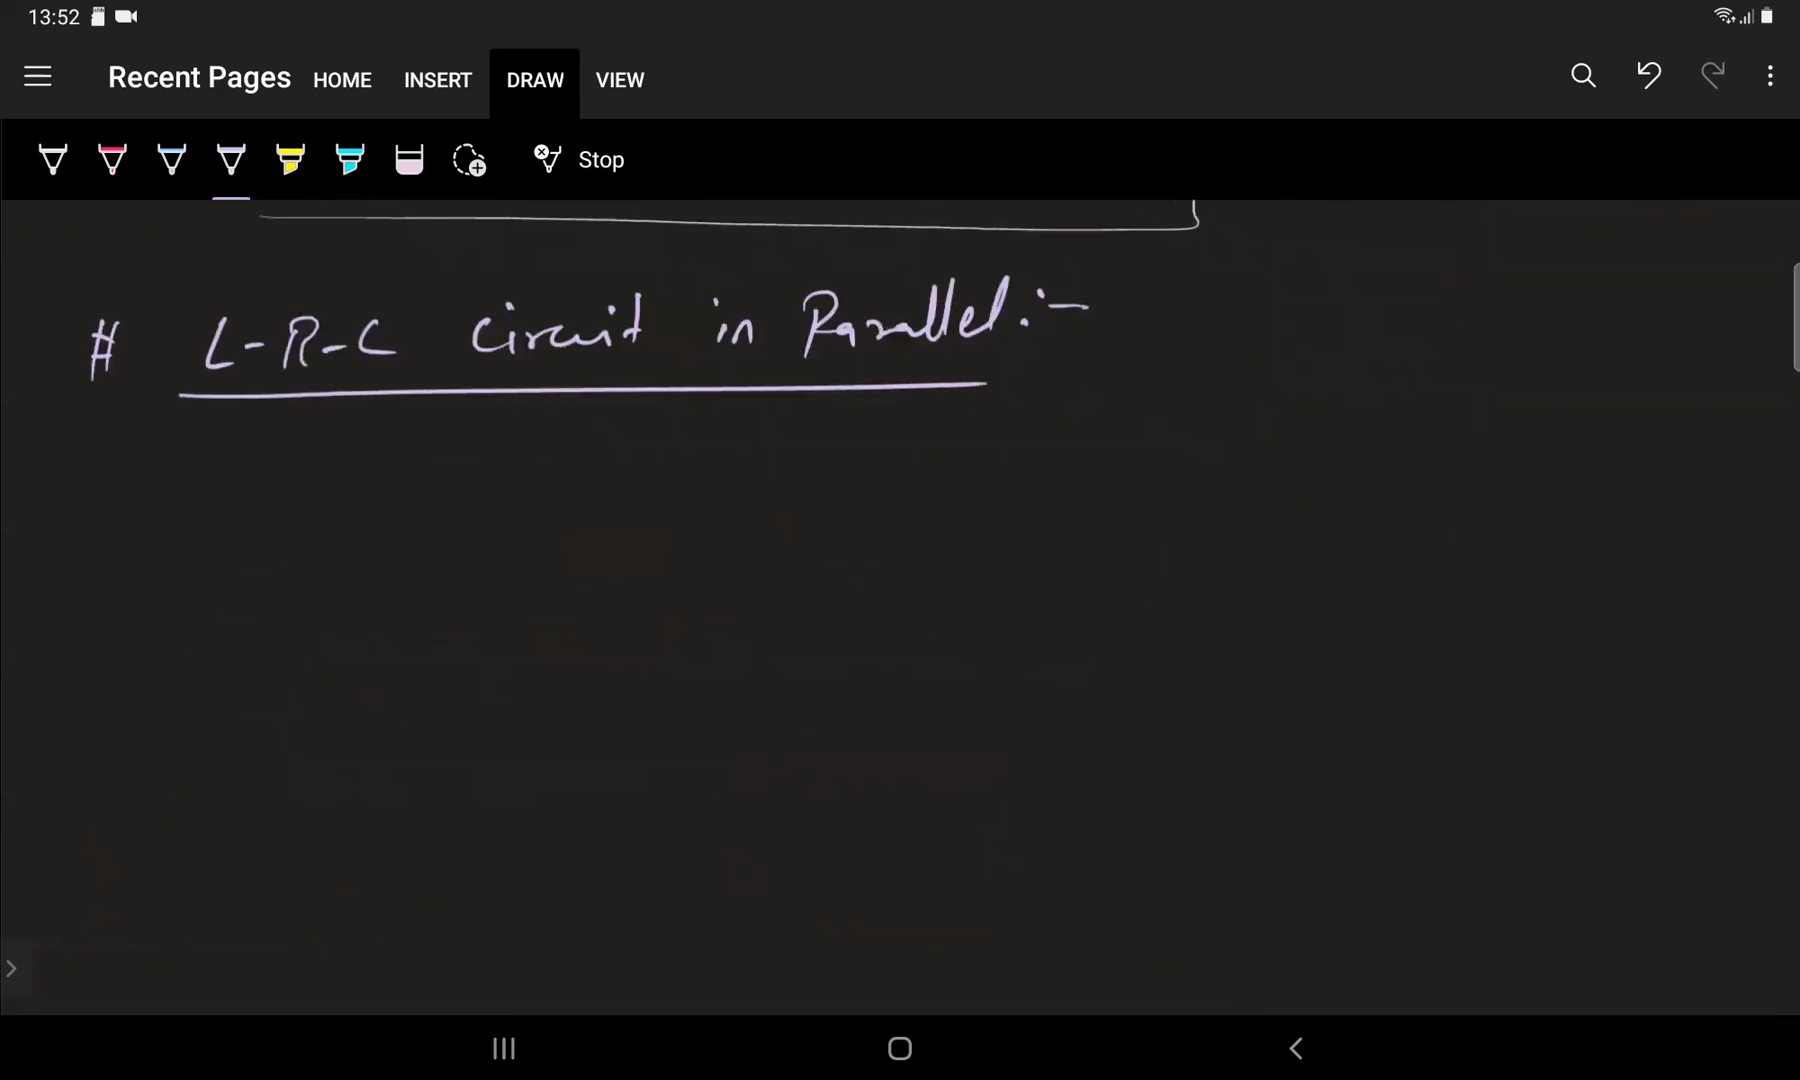 13:52
Recent Pages HOME INSERT DRAW VIEW
Stop
# L-R-C Circuit in Parallel :-